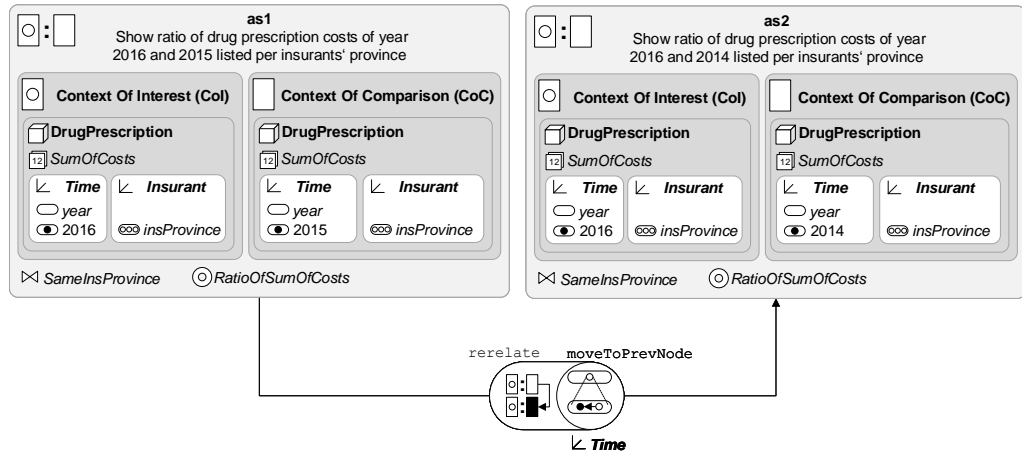 as1
Show ratio of drug prescription costs of year
2016 and 2015 listed per insurants‘ province
Context Of Interest (CoI)
DrugPrescription
12 SumOfCosts
Time
year
2016
Insurant
insProvince
Context Of Comparison (CoC)
DrugPrescription
12 SumOfCosts
Time
year
2015
Insurant
insProvince
SameInsProvince
RatioOfSumOfCosts
as2
Show ratio of drug prescription costs of year
2016 and 2014 listed per insurants‘ province
Context Of Interest (CoI)
DrugPrescription
12 SumOfCosts
Time
year
2016
Insurant
insProvince
Context Of Comparison (CoC)
DrugPrescription
12 SumOfCosts
Time
year
2014
Insurant
insProvince
SameInsProvince
RatioOfSumOfCosts
rerelate
moveToPrevNode
Time